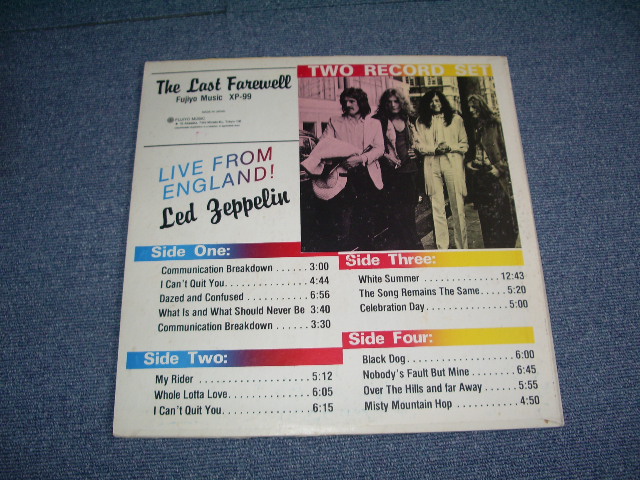 The Last Farewell
Fujiyo Music XP-99
FUJIYO MUSIC
TWO RECORD SET
LIVE FROM
ENGLAND!
Led Zeppelin
Side One:
Communication Breakdown ...... 3:00
I Can't Quit You.............. 4:44
Dazed and Confused ........... 6:56
What Is and What Should Never Be 3:40
Communication Breakdown ...... 3:30
Side Two:
My Rider ................. 5:12
Whole Lotta Love.............. 6:05
I Can't Quit You.............. 6:15
Side Three:
White Summer .............. 12:43
The Song Remains The Same..... 5:20
Celebration Day............... 5:00
Side Four:
Black Dog................. 6:00
Nobody's Fault But Mine ....... 6:45
Over The Hills and far Away ..... 5:55
Misty Mountain Hop ........... 4:50